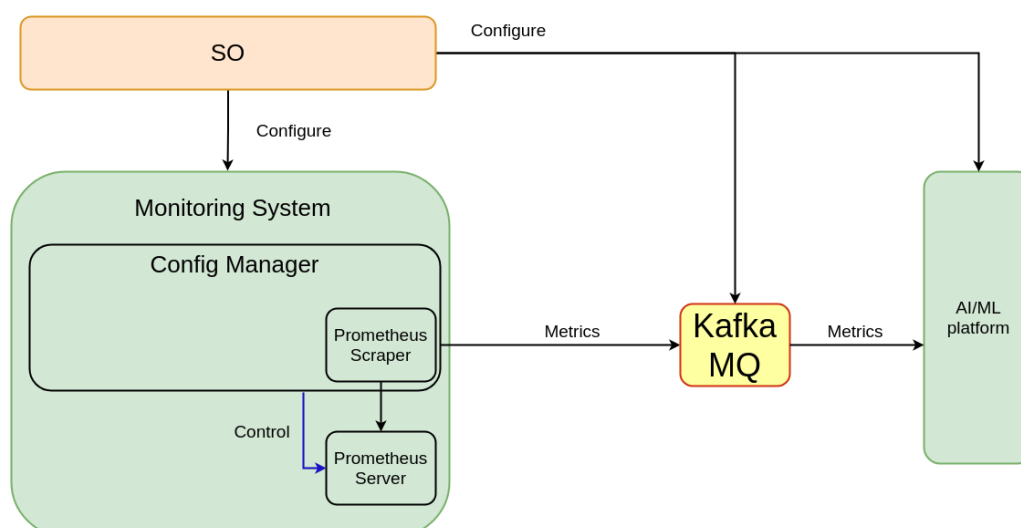 Configure
SO
Configure
Monitoring System
Config Manager
Prometheus
Scraper
Metrics
Kafka
MQ
Metrics
AI/ML
platform
Control
Prometheus
Server